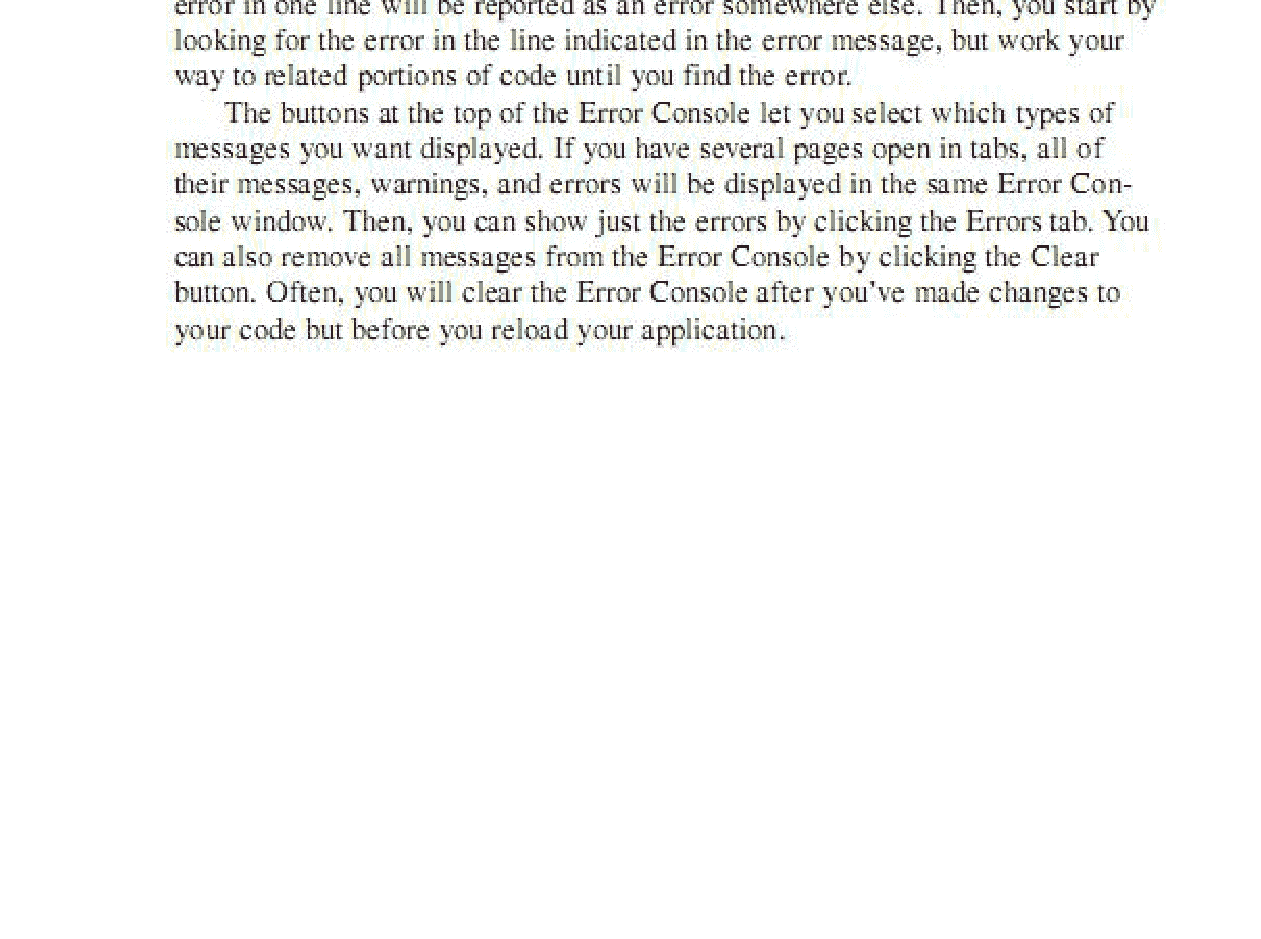 error in one line will be reported as an error somewhere else. Then, you start by
looking for the error in the line indicated in the error message, but work your
way to related portions of code until you find the error.
The buttons at the top of the Error Console let you select which types of
messages you want displayed. If you have several pages open in tabs, all of
their messages, warnings, and errors will be displayed in the same Error Con-
sole window. Then, you can show just the errors by clicking the Errors tab. You
can also remove all messages from the Error Console by clicking the Clear
button. Often, you will clear the Error Console after you've made changes to
your code but before you reload your application.